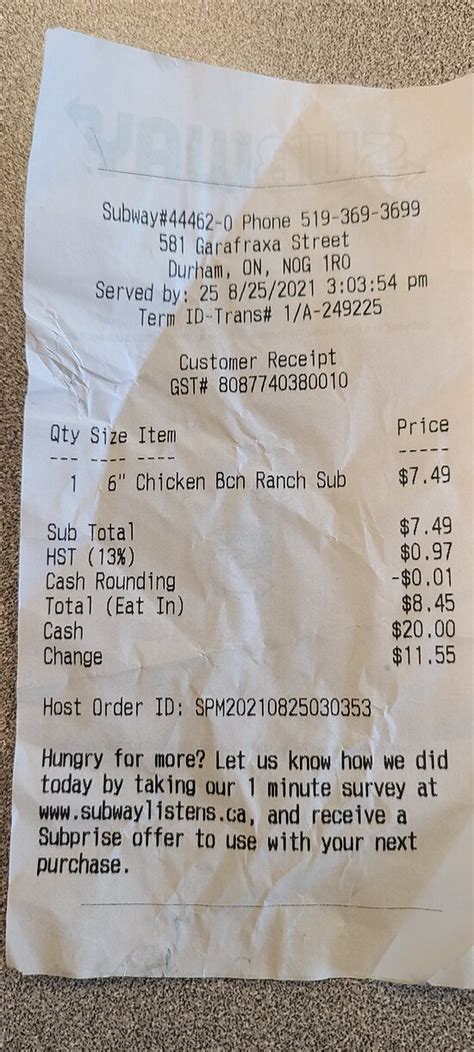 SUBWAY
Subway#44462-0 Phone 519-369-3699
581 Garafraxa Street
Durham, ON, NOG 1RO
Served by: 25 8/25/2021 3:03:54 pm
Term ID-Trans# 1/A-249225
Customer Receipt
GST# 8087740380010
Qty Size Item Price
--- ---- ---- -----
1 6" Chicken Bcn Ranch Sub $7.49
Sub Total $7.49
HST (13%) $0.97
Cash Rounding -$0.01
Total (Eat In) $8.45
Cash $20.00
Change $11.55
Host Order ID: SPM20210825030353
Hungry for more? Let us know how we did
today by taking our 1 minute survey at
www.subwaylistens.ca, and receive a
Subprise offer to use with your next
purchase.